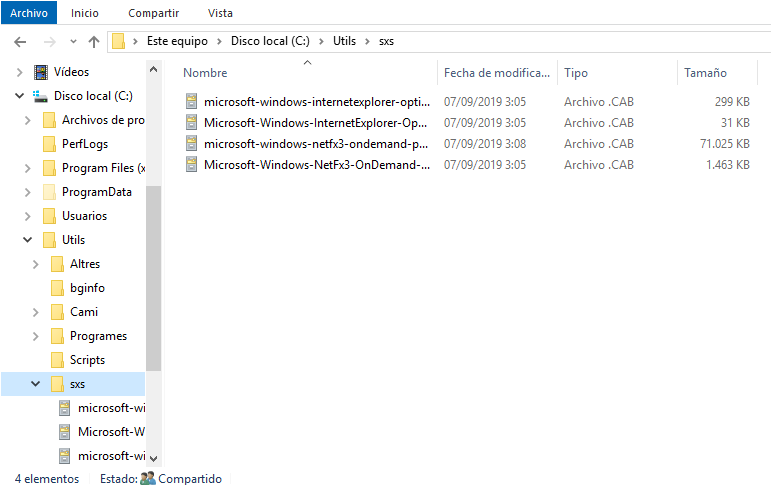 Archivo Inicio Compartir Vista
Este equipo Disco local (C:) Utils sxs
Vídeos
Disco local (C:)
Archivos de pro
PerfLogs
Program Files (x
ProgramData
Usuarios
Utils
Altres
bginfo
Cami
Programes
Scripts
sxs
microsoft-wi
Microsoft-W
microsoft-wi
Nombre Fecha de modifica... Tipo Tamaño
microsoft-windows-internetexplorer-opti... 07/09/2019 3:05 Archivo .CAB 299 KB
Microsoft-Windows-InternetExplorer-Op... 07/09/2019 3:05 Archivo .CAB 31 KB
microsoft-windows-netfx3-ondemand-p... 07/09/2019 3:08 Archivo .CAB 71.025 KB
Microsoft-Windows-NetFx3-OnDemand-... 07/09/2019 3:05 Archivo .CAB 1.463 KB
4 elementos Estado: Compartido